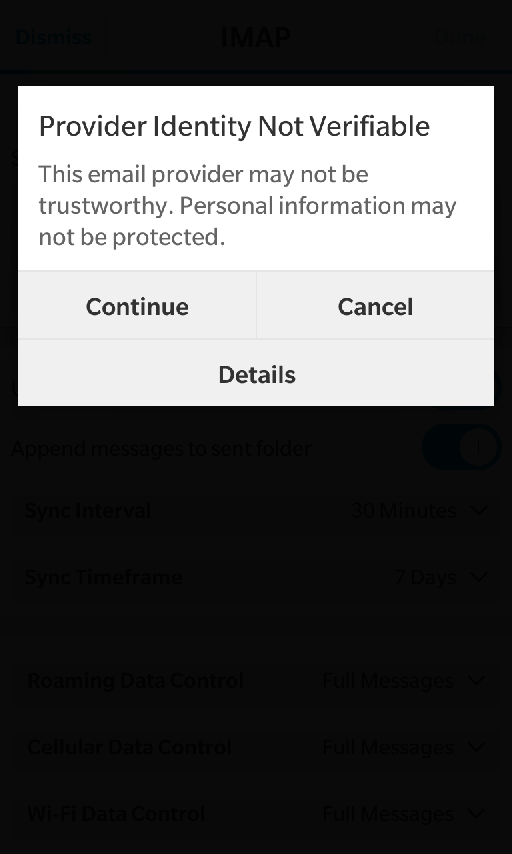 Dismiss IMAP Done
Provider Identity Not Verifiable
This email provider may not be
trustworthy. Personal information may
not be protected.
Continue Cancel
Details
Append messages to sent folder
Sync Interval 30 Minutes
Sync Timeframe 7 Days
Roaming Data Control Full Messages
Cellular Data Control Full Messages
Wi-Fi Data Control Full Messages